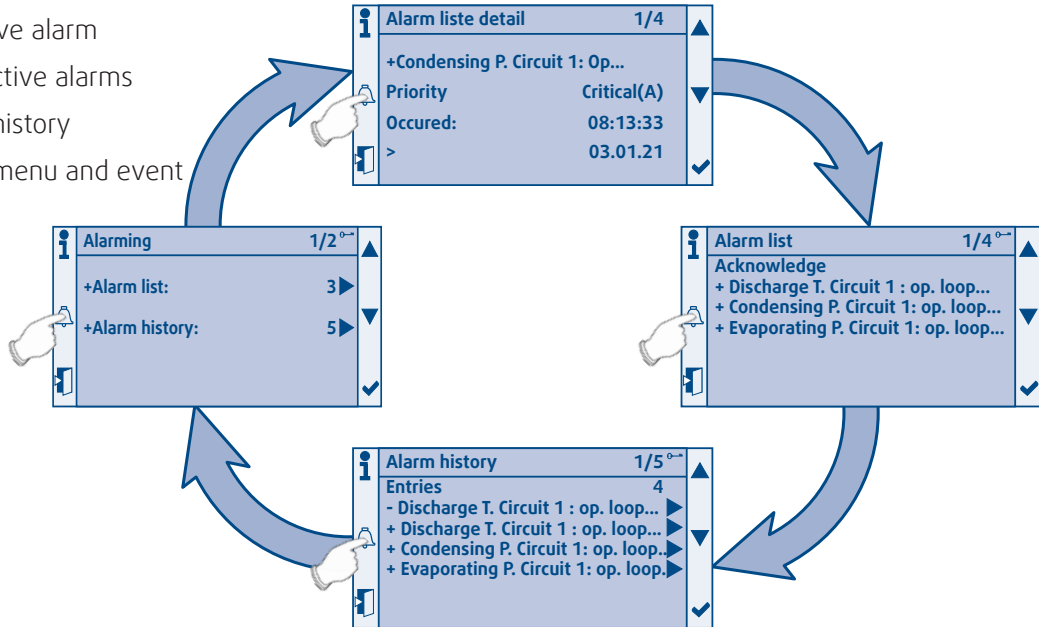 ve alarm
ctive alarms
history
menu and event
Alarm liste detail 1/4
+Condensing P. Circuit 1: Op...
Priority Critical(A)
Occured: 08:13:33
> 03.01.21
Alarming 1/2
+Alarm list: 3
+Alarm history: 5
Alarm list 1/4
Acknowledge
+ Discharge T. Circuit 1 : op. loop...
+ Condensing P. Circuit 1: op. loop...
+ Evaporating P. Circuit 1: op. loop...
Alarm history 1/5
Entries 4
- Discharge T. Circuit 1 : op. loop...
+ Discharge T. Circuit 1 : op. loop...
+ Condensing P. Circuit 1: op. loop..
+ Evaporating P. Circuit 1: op. loop.